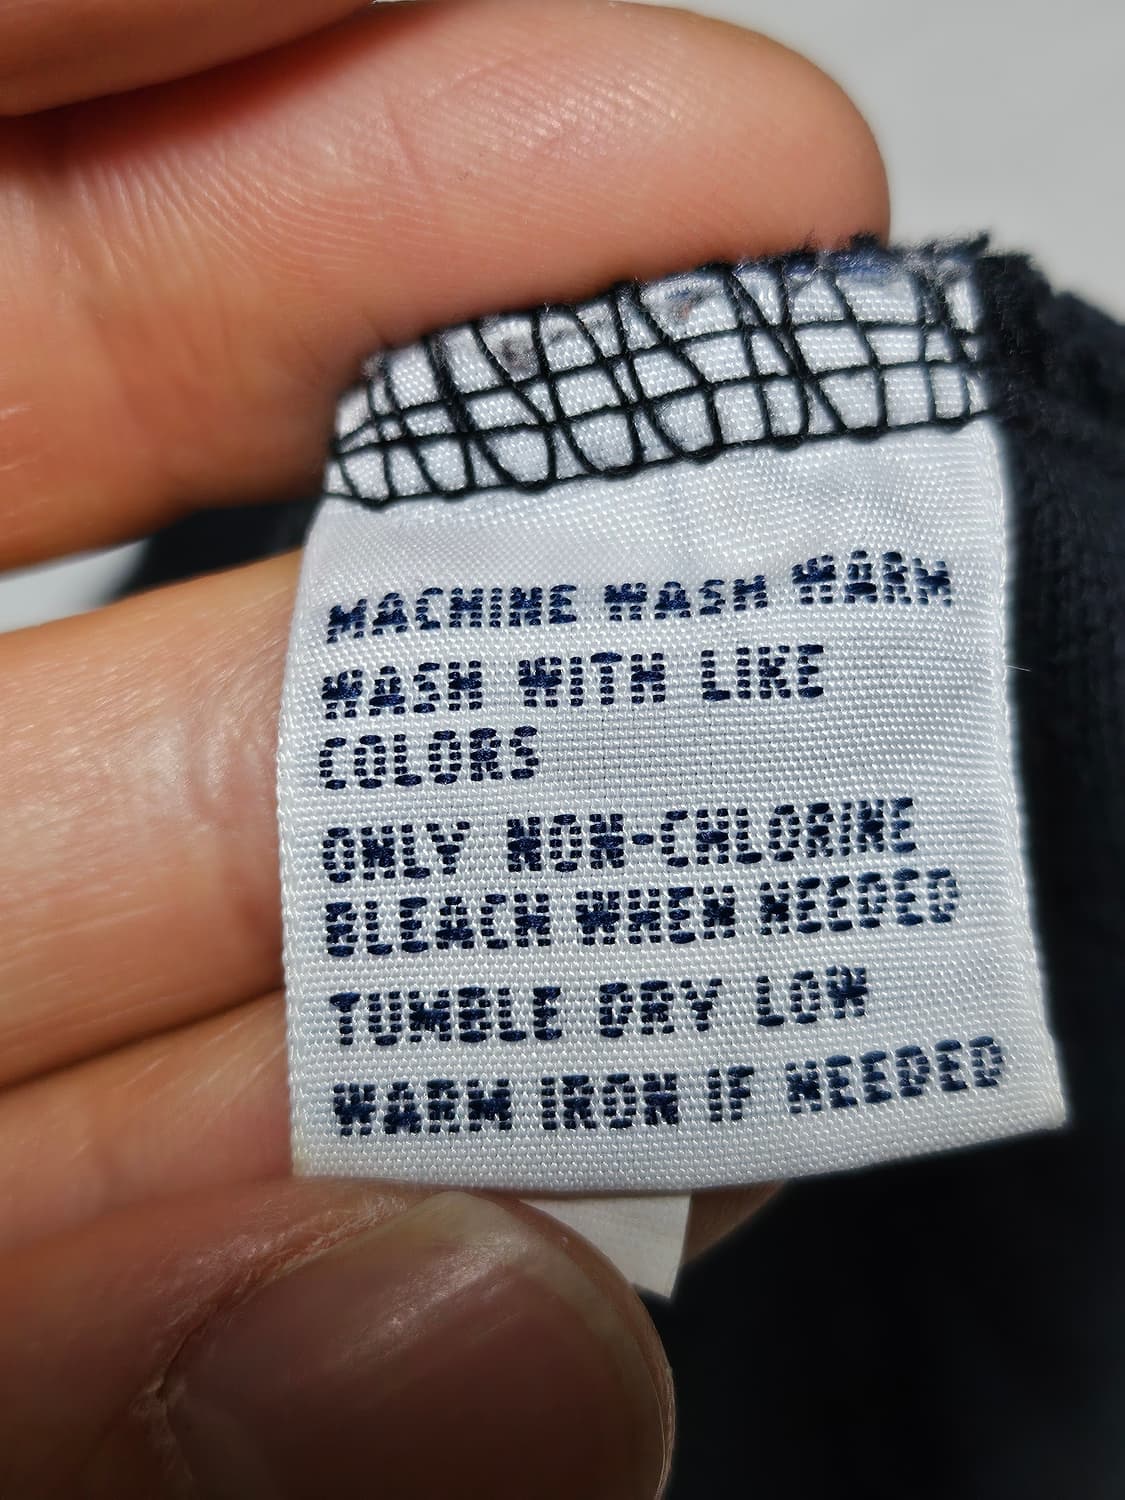 MACHINE WASH WARM
WASH WITH LIKE
COLORS
ONLY NON-CHLORINE
BLEACH WHEN NEEDED
TUMBLE DRY LOW
WARM IRON IF NEEDED